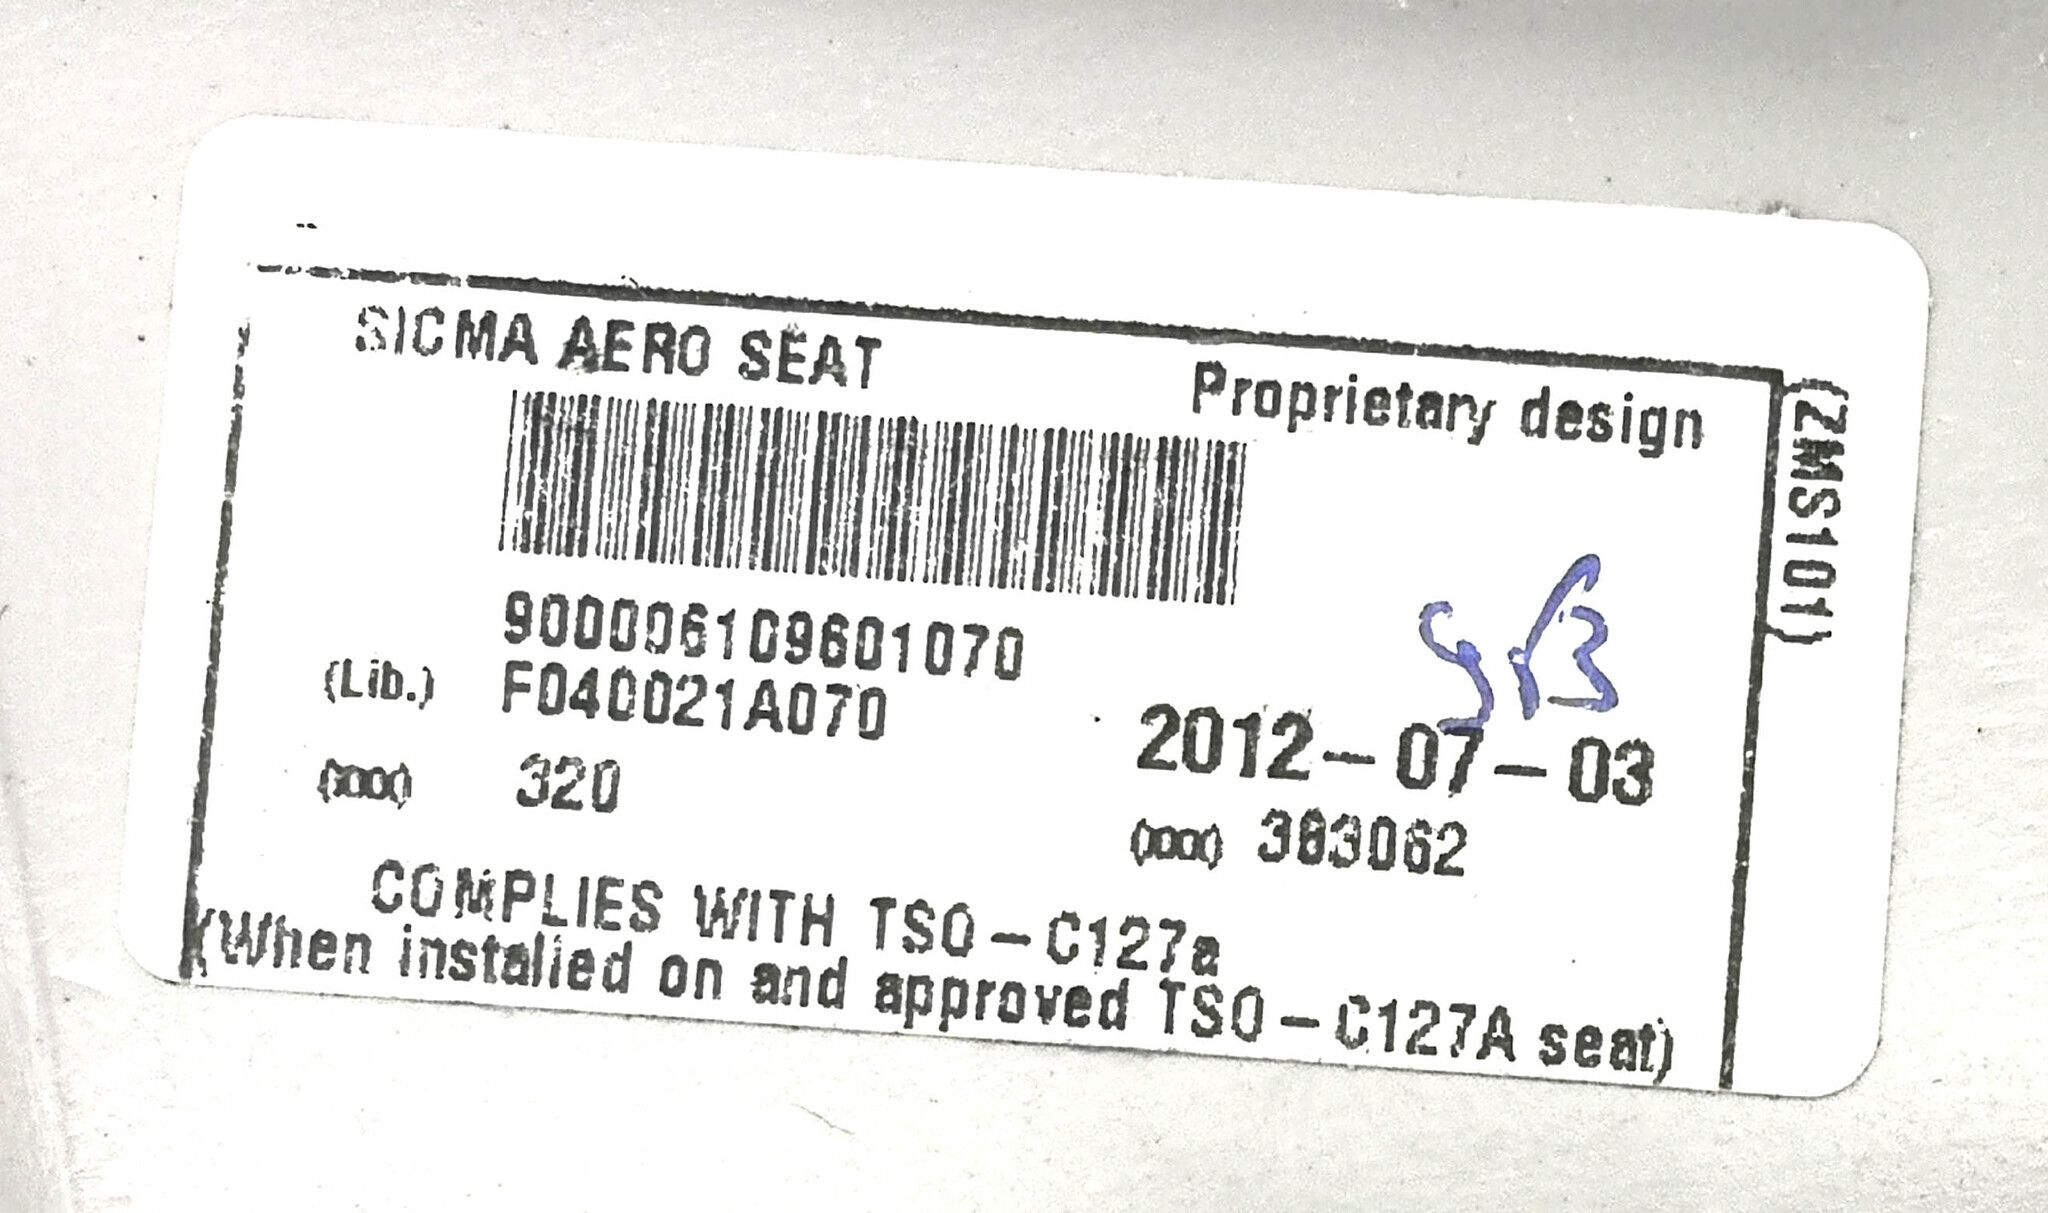 SICMA AERO SEAT
Proprietary design
(ZMS101)
900006109601070
(Lib.) F040021A070
2012-07-03
320
383062
COMPLIES WITH TSO-C127a
(When installed on and approved TSO-C127A seat)